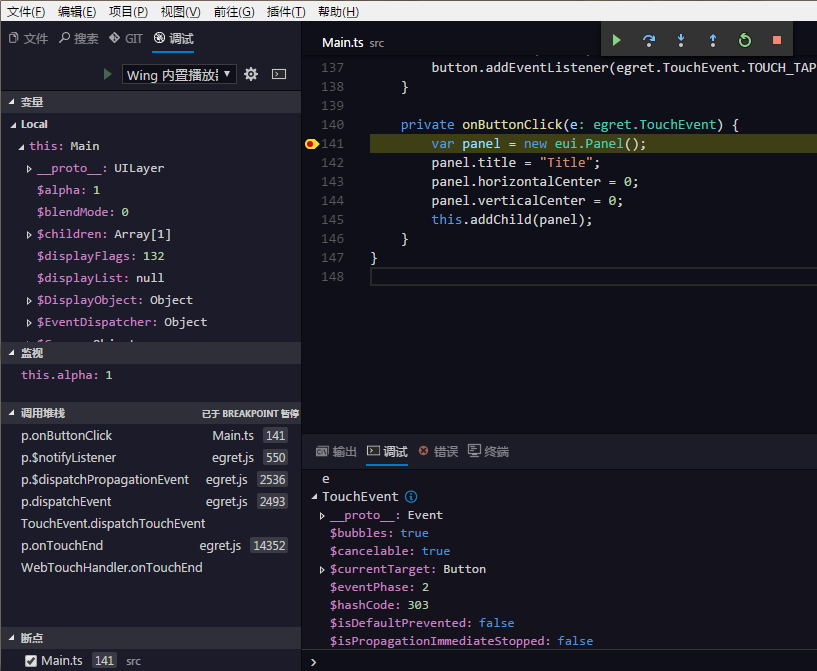 文件(F) 编辑(E) 项目(P) 视图(V) 前往(G) 插件(T) 帮助(H)
文件 搜索 GIT 调试
Wing 内置播放器
变量
Local
this: Main
__proto__: UILayer
$alpha: 1
$blendMode: 0
$children: Array[1]
$displayFlags: 132
$displayList: null
$DisplayObject: Object
$EventDispatcher: Object
监视
this.alpha: 1
调用堆栈 已于 BREAKPOINT 暂停
p.onButtonClick Main.ts 141
p.$notifyListener egret.js 550
p.$dispatchPropagationEvent egret.js 2536
p.dispatchEvent egret.js 2493
TouchEvent.dispatchTouchEvent
p.onTouchEnd egret.js 14352
WebTouchHandler.onTouchEnd
断点
Main.ts 141 src
Main.ts src
137 button.addEventListener(egret.TouchEvent.TOUCH_TAP
138 }
139
140 private onButtonClick(e: egret.TouchEvent) {
141 var panel = new eui.Panel();
142 panel.title = "Title";
143 panel.horizontalCenter = 0;
144 panel.verticalCenter = 0;
145 this.addChild(panel);
146 }
147 }
148
输出 调试 错误 终端
e
TouchEvent
__proto__: Event
$bubbles: true
$cancelable: true
$currentTarget: Button
$eventPhase: 2
$hashCode: 303
$isDefaultPrevented: false
$isPropagationImmediateStopped: false